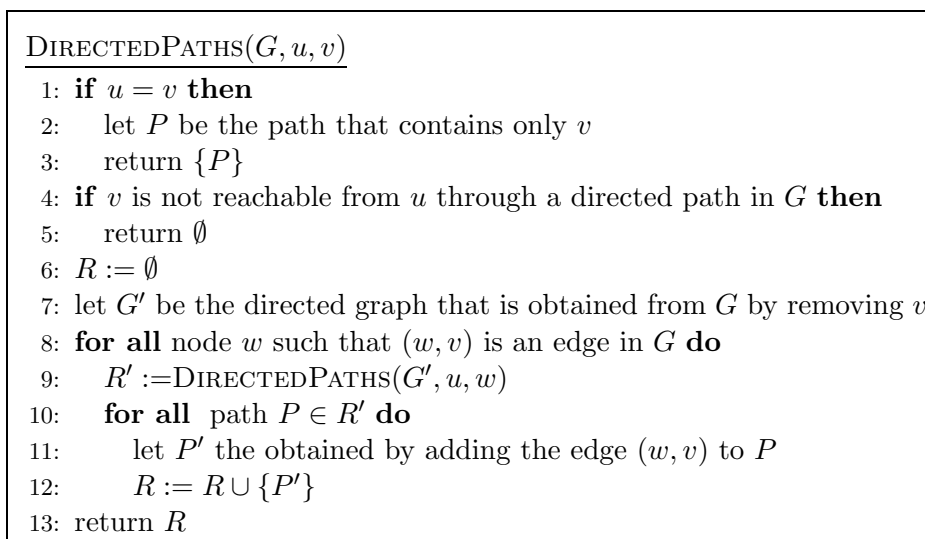 DIRECTEDPATHS(G, u, v)
1: if u = v then
2: let P be the path that contains only v
3: return {P}
4: if v is not reachable from u through a directed path in G then
5: return ∅
6: R := ∅
7: let G′ be the directed graph that is obtained from G by removing v
8: for all node w such that (w, v) is an edge in G do
9: R′ :=DIRECTEDPATHS(G′, u, w)
10: for all path P ∈ R′ do
11: let P′ the obtained by adding the edge (w, v) to P
12: R := R ∪ {P′}
13: return R